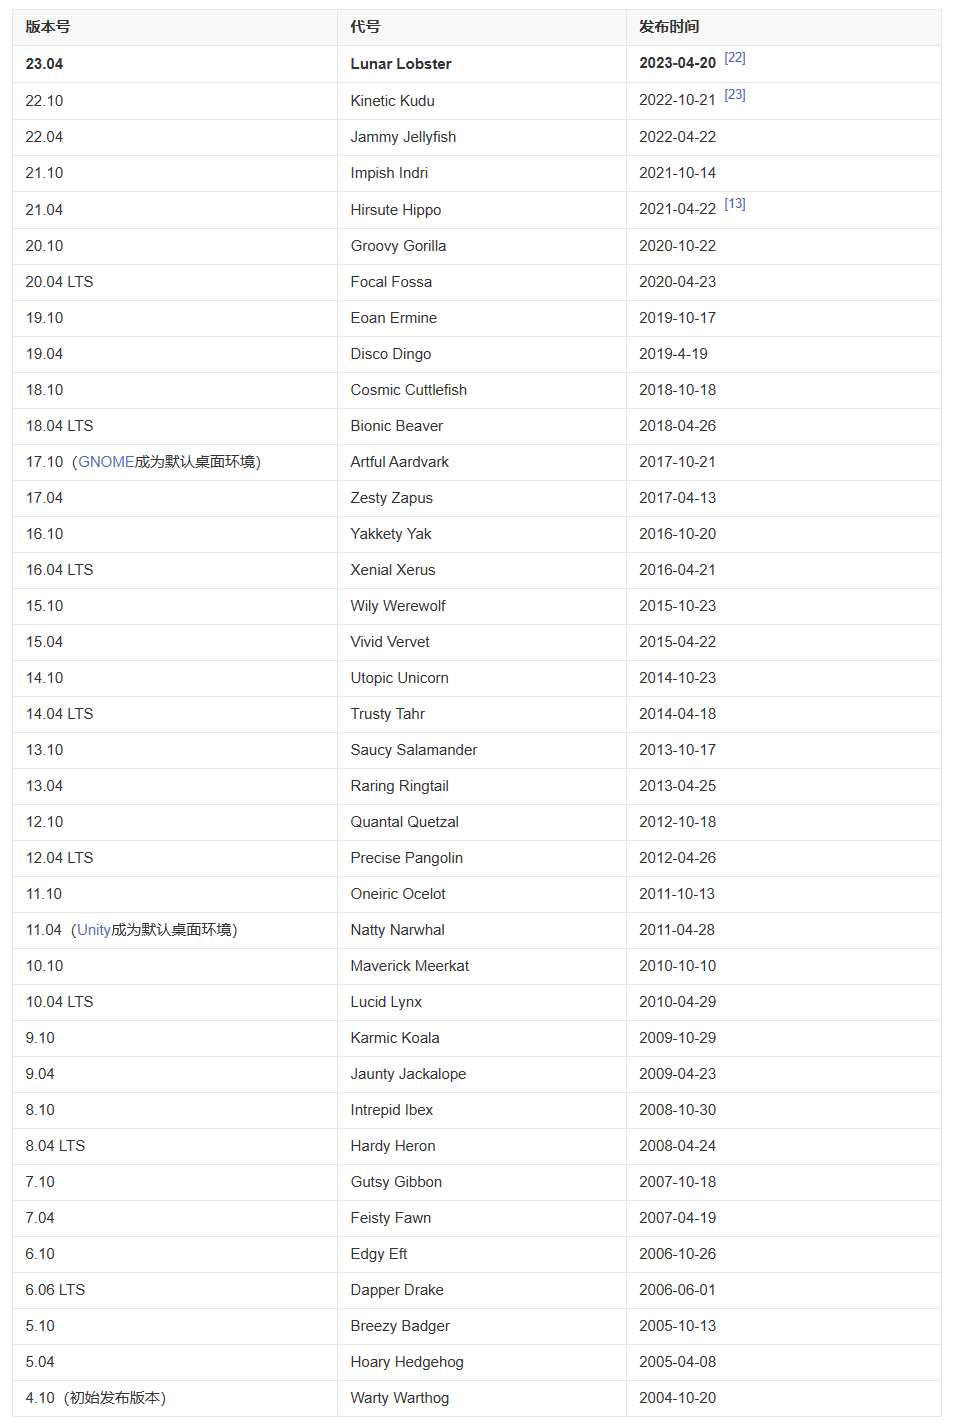 版本号 代号 发布时间
23.04 Lunar Lobster 2023-04-20 [22]
22.10 Kinetic Kudu 2022-10-21 [23]
22.04 Jammy Jellyfish 2022-04-22
21.10 Impish Indri 2021-10-14
21.04 Hirsute Hippo 2021-04-22 [13]
20.10 Groovy Gorilla 2020-10-22
20.04 LTS Focal Fossa 2020-04-23
19.10 Eoan Ermine 2019-10-17
19.04 Disco Dingo 2019-4-19
18.10 Cosmic Cuttlefish 2018-10-18
18.04 LTS Bionic Beaver 2018-04-26
17.10（GNOME成为默认桌面环境） Artful Aardvark 2017-10-21
17.04 Zesty Zapus 2017-04-13
16.10 Yakkety Yak 2016-10-20
16.04 LTS Xenial Xerus 2016-04-21
15.10 Wily Werewolf 2015-10-23
15.04 Vivid Vervet 2015-04-22
14.10 Utopic Unicorn 2014-10-23
14.04 LTS Trusty Tahr 2014-04-18
13.10 Saucy Salamander 2013-10-17
13.04 Raring Ringtail 2013-04-25
12.10 Quantal Quetzal 2012-10-18
12.04 LTS Precise Pangolin 2012-04-26
11.10 Oneiric Ocelot 2011-10-13
11.04（Unity成为默认桌面环境） Natty Narwhal 2011-04-28
10.10 Maverick Meerkat 2010-10-10
10.04 LTS Lucid Lynx 2010-04-29
9.10 Karmic Koala 2009-10-29
9.04 Jaunty Jackalope 2009-04-23
8.10 Intrepid Ibex 2008-10-30
8.04 LTS Hardy Heron 2008-04-24
7.10 Gutsy Gibbon 2007-10-18
7.04 Feisty Fawn 2007-04-19
6.10 Edgy Eft 2006-10-26
6.06 LTS Dapper Drake 2006-06-01
5.10 Breezy Badger 2005-10-13
5.04 Hoary Hedgehog 2005-04-08
4.10（初始发布版本） Warty Warthog 2004-10-20